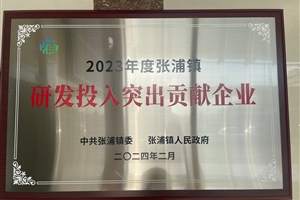 2023年度张浦镇
研发投入突出贡献企业
中共张浦镇委 张浦镇人民政府
二〇二四年二月